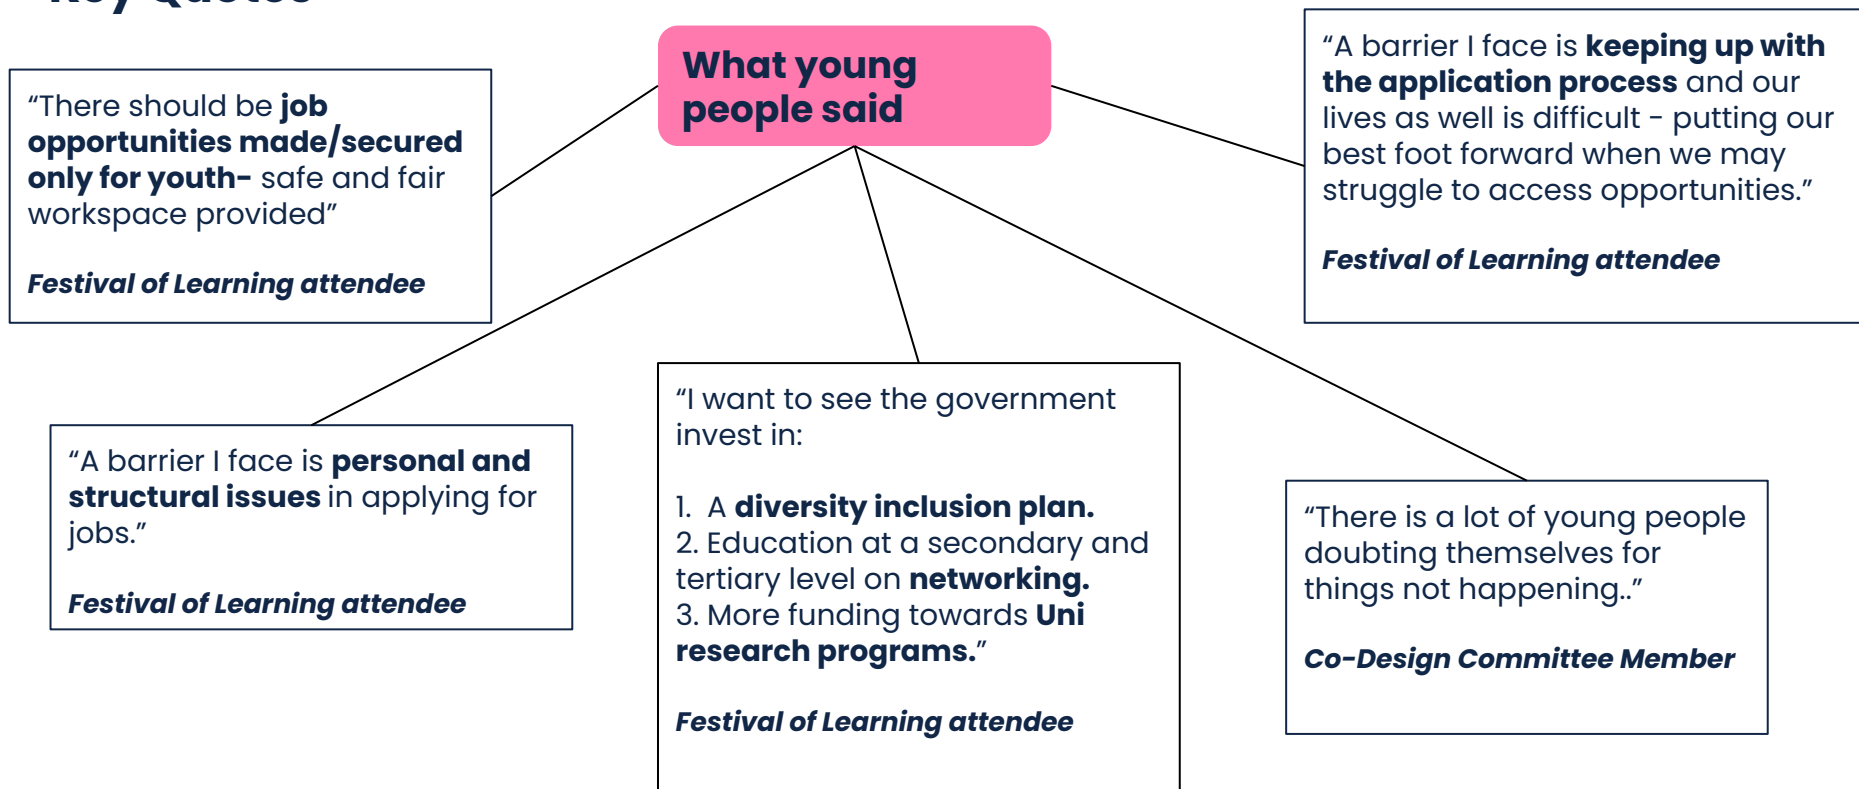 Key Quotes
What young
people said
“There should be job
opportunities made/secured
only for youth- safe and fair
workspace provided”
Festival of Learning attendee
“A barrier I face is keeping up with
the application process and our
lives as well is difficult - putting our
best foot forward when we may
struggle to access opportunities.”
Festival of Learning attendee
“A barrier I face is personal and
structural issues in applying for
jobs.”
Festival of Learning attendee
“I want to see the government
invest in:
1. A diversity inclusion plan.
2. Education at a secondary and
tertiary level on networking.
3. More funding towards Uni
research programs.”
Festival of Learning attendee
“There is a lot of young people
doubting themselves for
things not happening..”
Co-Design Committee Member